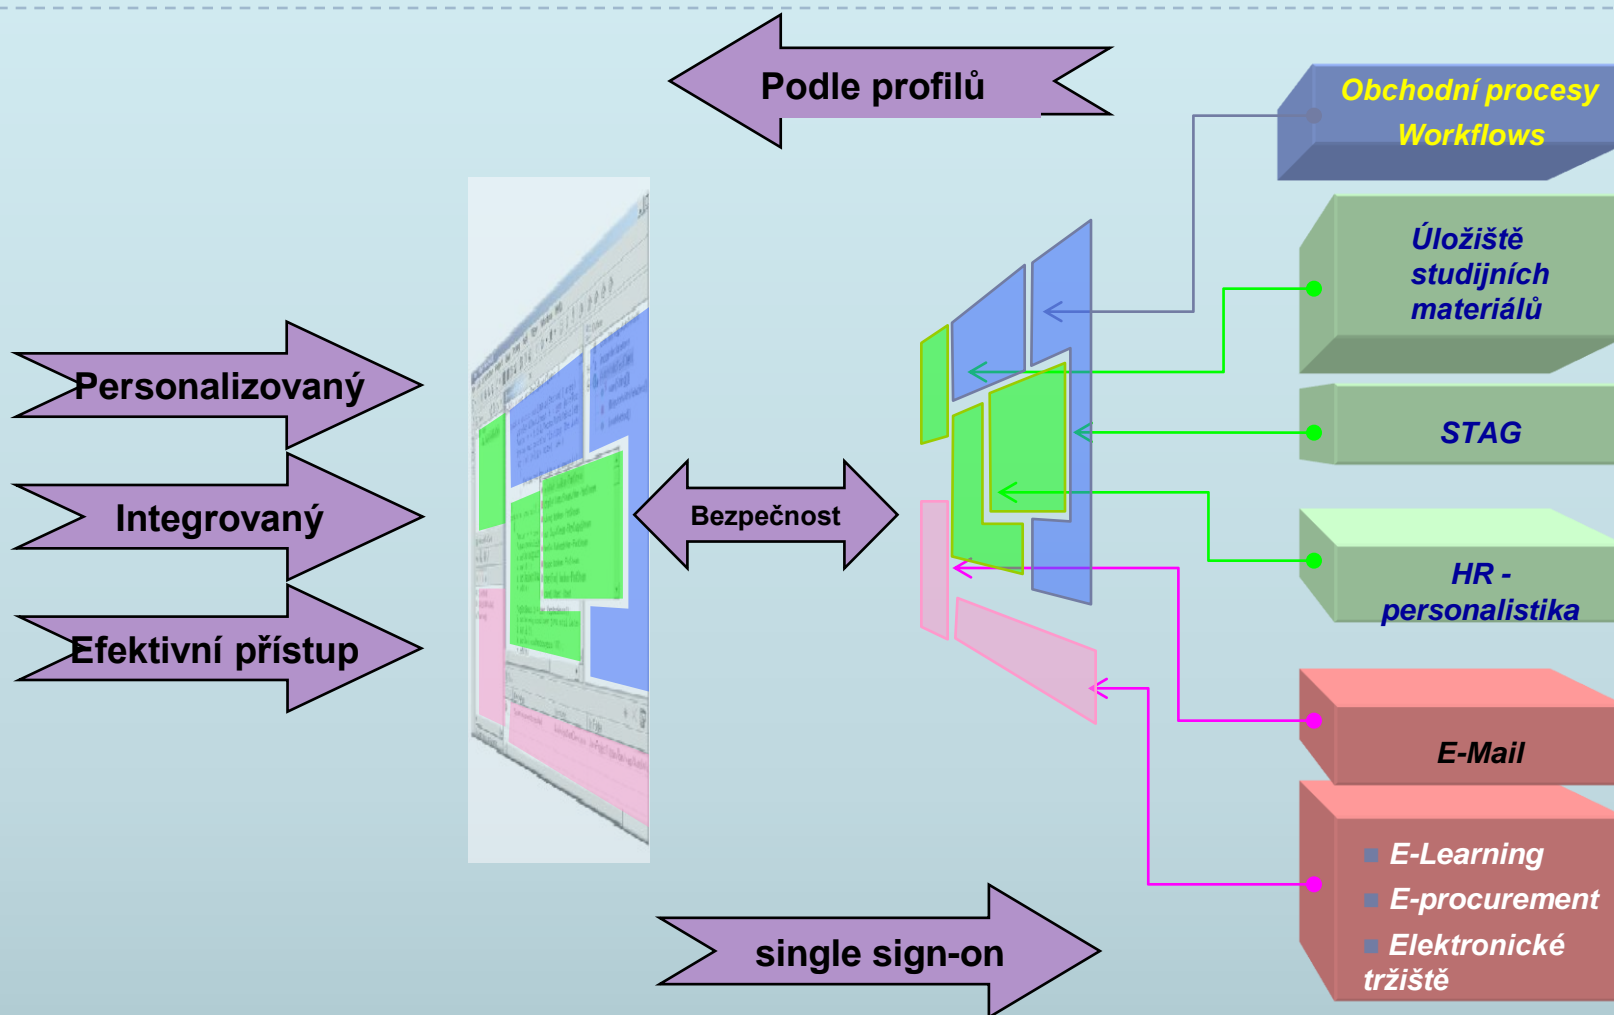 Podle profilů
Obchodní procesy
Workflows
Úložiště
studijních
materiálů
Personalizovaný
STAG
Integrovaný
Bezpečnost
HR -
personalistika
Efektivní přístup
E-Mail
E-Learning
E-procurement
Elektronické
tržiště
single sign-on